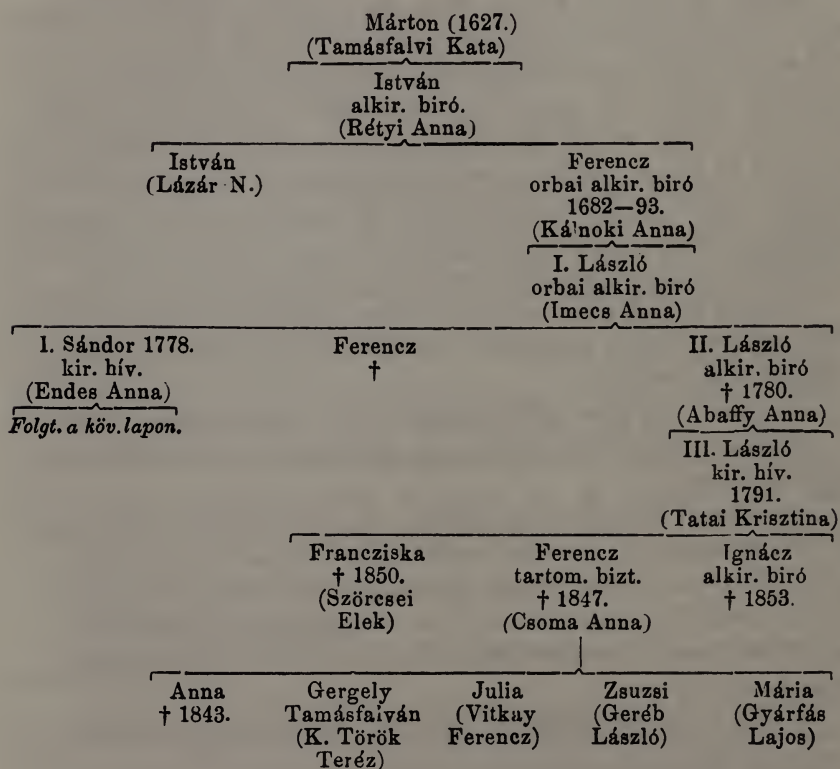 Márton (1627.)
(Tamásfalvi Kata)
István
alkir. biró.
(Rétyi Anna)
István
(Lázár N.)
Ferencz
orbai alkir. biró
1682—93.
(Kálnoki Anna)
I. László
orbai alkir. biró
(Imecs Anna)
I. Sándor 1778.
kir. hív.
(Endes Anna)
Folyt. a köv. lapon.
Ferencz
†
II. László
alkir. biró
† 1780.
(Abaffy Anna)
III. László
kir. hív.
1791.
(Tatai Krisztina)
Francziska
† 1850.
(Szörcsei
Elek)
Ferencz
tartom. bizt.
† 1847.
(Csoma Anna)
Ignácz
alkir. biró
† 1853.
Anna
† 1843.
Gergely
Tamásfalván
(K. Török
Teréz)
Julia
(Vitkay
Ferencz)
Zsuzsi
(Geréb
László)
Mária
(Gyárfás
Lajos)